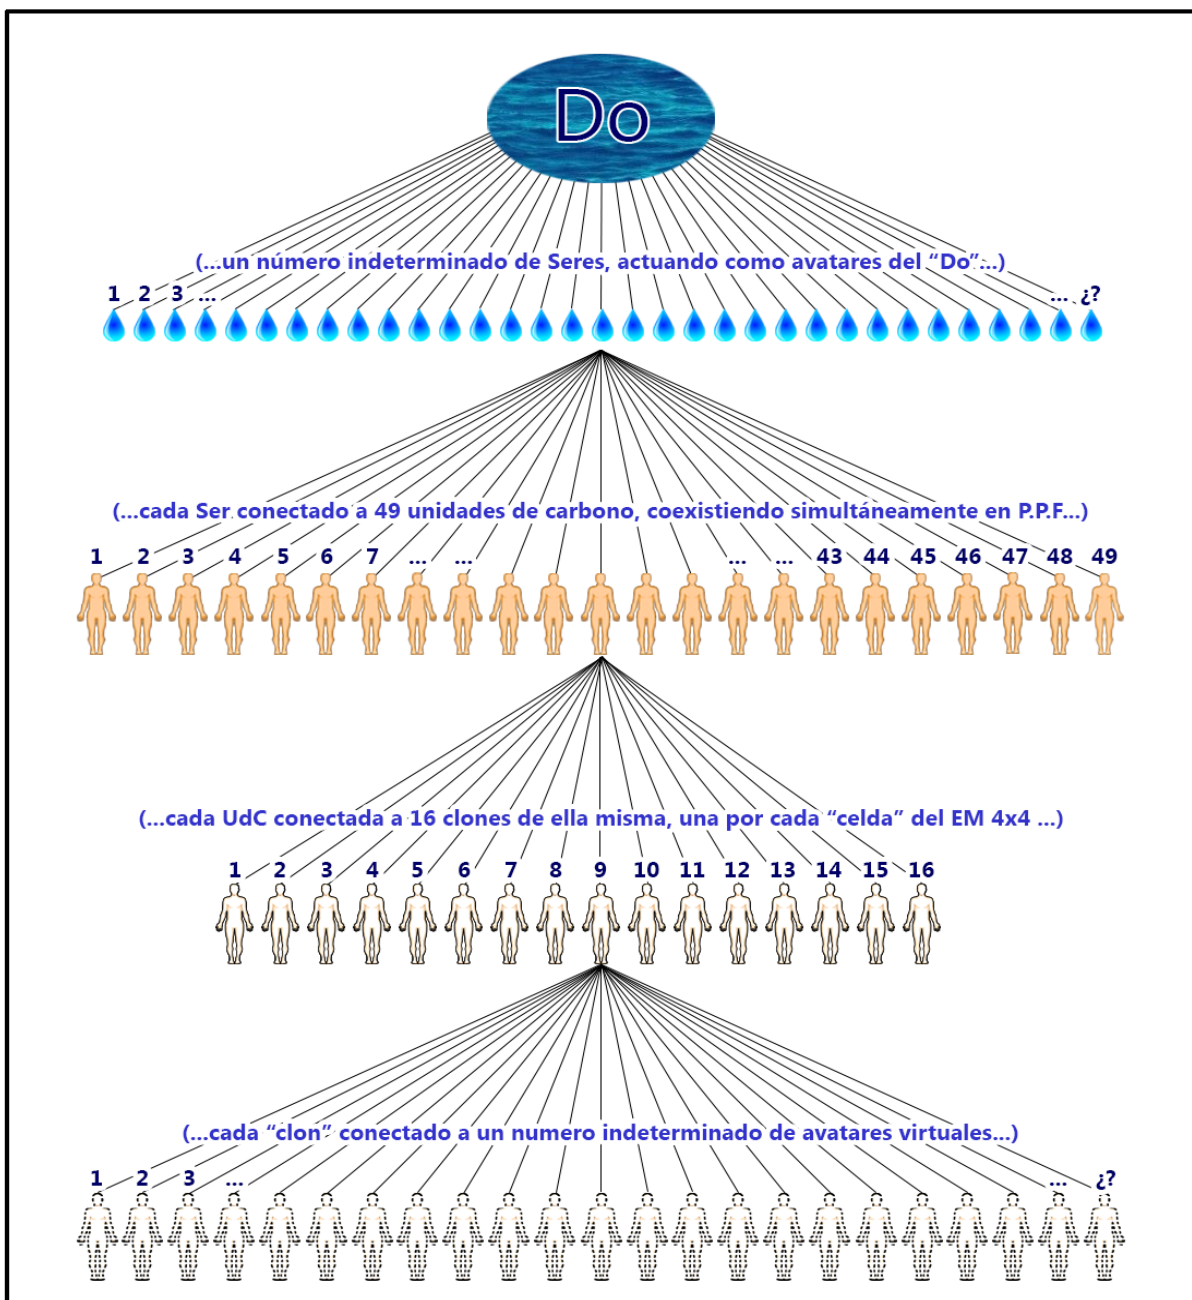 Do
(...un número indeterminado de Seres, actuando como avatares del “Do”...)
1 2 3 ... ... ¿?
(...cada Ser conectado a 49 unidades de carbono, coexistiendo simultáneamente en P.P.F...)
1 2 3 4 5 6 7 ... ... ... ... 43 44 45 46 47 48 49
(...cada UdC conectada a 16 clones de ella misma, una por cada “celda” del EM 4x4 ...)
1 2 3 4 5 6 7 8 9 10 11 12 13 14 15 16
(...cada “clon” conectado a un numero indeterminado de avatares virtuales...)
1 2 3 ... ... ¿?